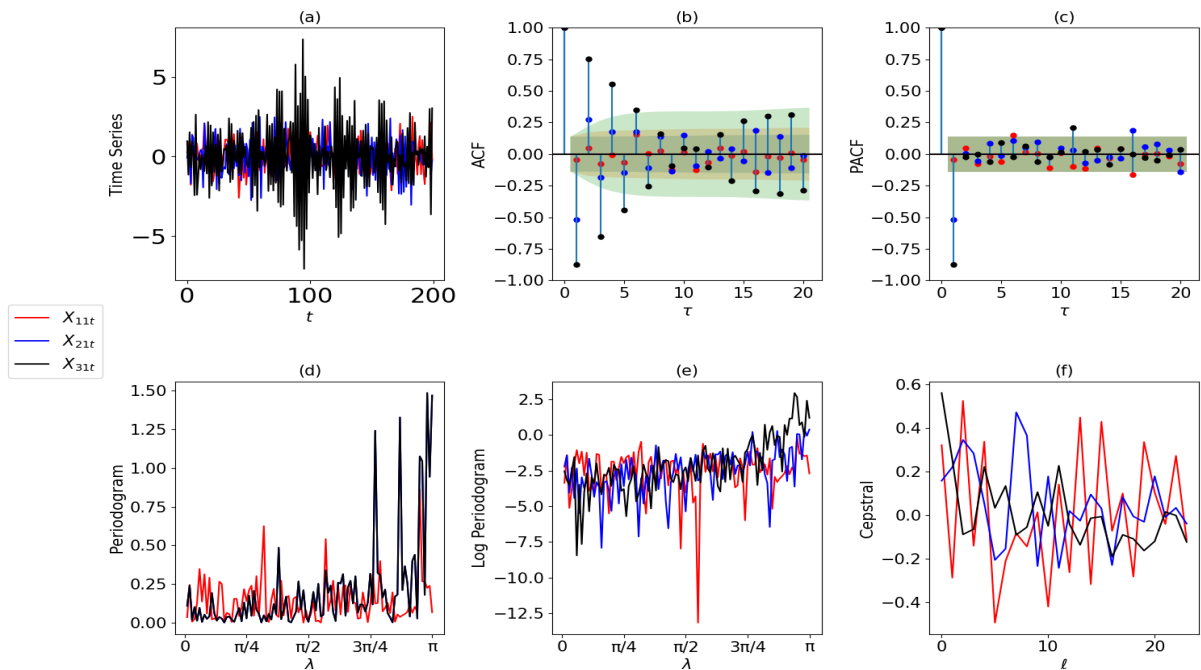 (a)
Time Series
5
0
−5
0
100
200
t
(b)
ACF
1.00
0.75
0.50
0.25
0.00
−0.25
−0.50
−0.75
−1.00
0
5
10
15
20
τ
(c)
PACF
1.00
0.75
0.50
0.25
0.00
−0.25
−0.50
−0.75
−1.00
0
5
10
15
20
τ
X11t
X21t
X31t
(d)
Periodogram
1.50
1.25
1.00
0.75
0.50
0.25
0.00
0
π/4
π/2
3π/4
π
λ
(e)
Log Periodogram
2.5
0.0
−2.5
−5.0
−7.5
−10.0
−12.5
0
π/4
π/2
3π/4
π
λ
(f)
Cepstral
0.6
0.4
0.2
0.0
−0.2
−0.4
0
10
20
ℓ